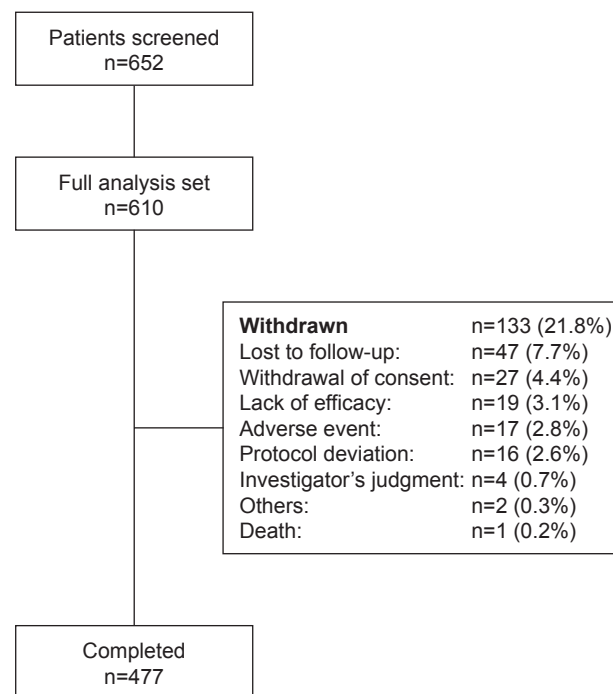 Patients screened
n=652
Full analysis set
n=610
Withdrawn n=133 (21.8%)
Lost to follow-up: n=47 (7.7%)
Withdrawal of consent: n=27 (4.4%)
Lack of efficacy: n=19 (3.1%)
Adverse event: n=17 (2.8%)
Protocol deviation: n=16 (2.6%)
Investigator’s judgment: n=4 (0.7%)
Others: n=2 (0.3%)
Death: n=1 (0.2%)
Completed
n=477